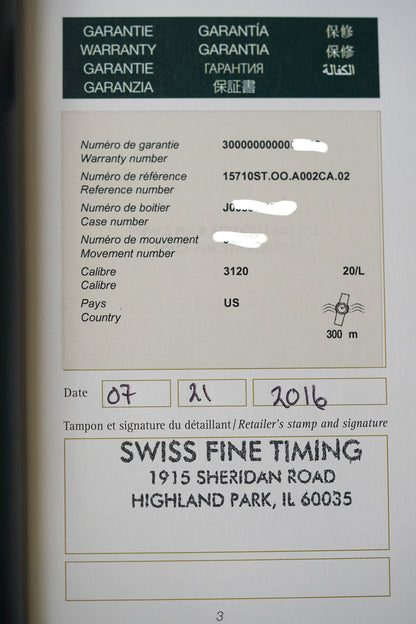 GARANTIE GARANTÍA 保修
WARRANTY GARANTIA 保修
GARANTIE ГАРАНТИЯ الكفالة
GARANZIA 保証書
Numéro de garantie 30000000000
Warranty number
Numéro de référence 15710ST.OO.A002CA.02
Reference number
Numéro de boitier
Case number
Numéro de mouvement
Movement number
Calibre 3120 20/L
Calibre
Pays US
Country
300 m
Date 07 21 2016
Tampon et signature du détaillant/Retailer's stamp and signature
SWISS FINE TIMING
1915 SHERIDAN ROAD
HIGHLAND PARK, IL 60035
3